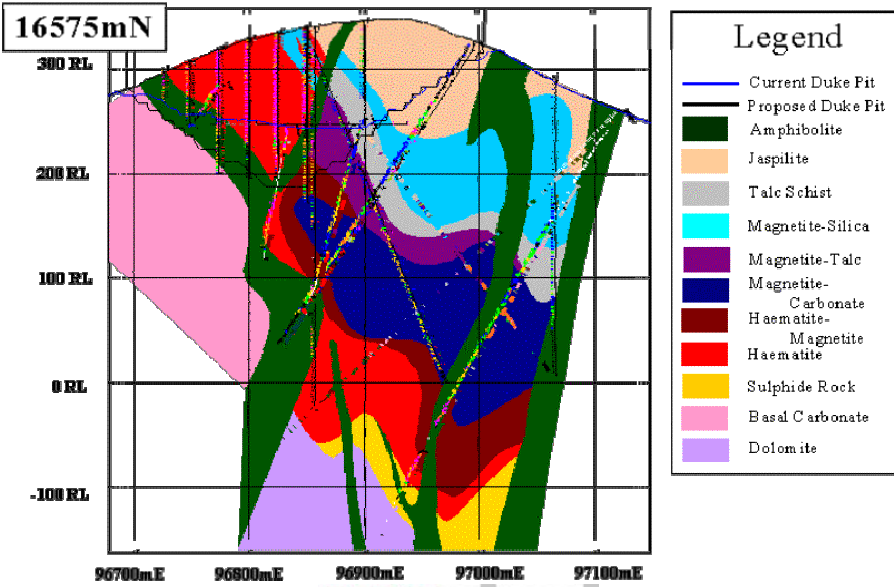 16575mN
300 RL
200 RL
100 RL
0 RL
-100 RL
96700mE
96800mE
96900mE
97000mE
97100mE
Legend
Current Duke Pit
Proposed Duke Pit
Amphibolite
Jaspilite
Talc Schist
Magnetite-Silica
Magnetite-Talc
Magnetite-
Carbonate
Haematite-
Magnetite
Haematite
Sulphide Rock
Basal Carbonate
Dolomite